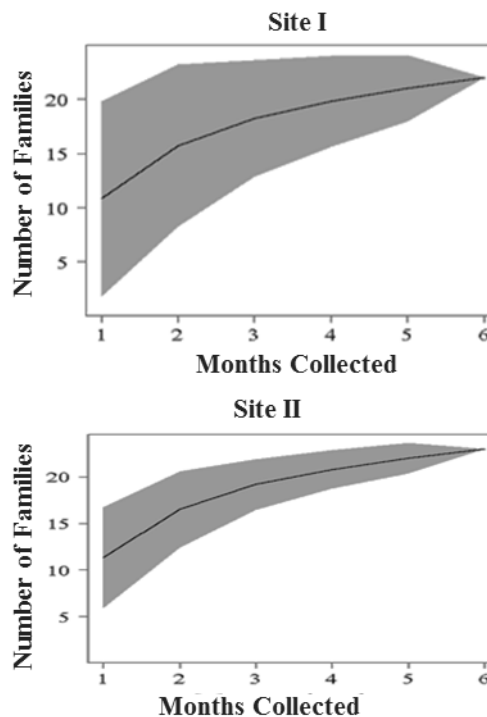 Site I
Number of Families
20
15
10
5
1 2 3 4 5 6
Months Collected
Site II
Number of Families
20
15
10
5
1 2 3 4 5 6
Months Collected